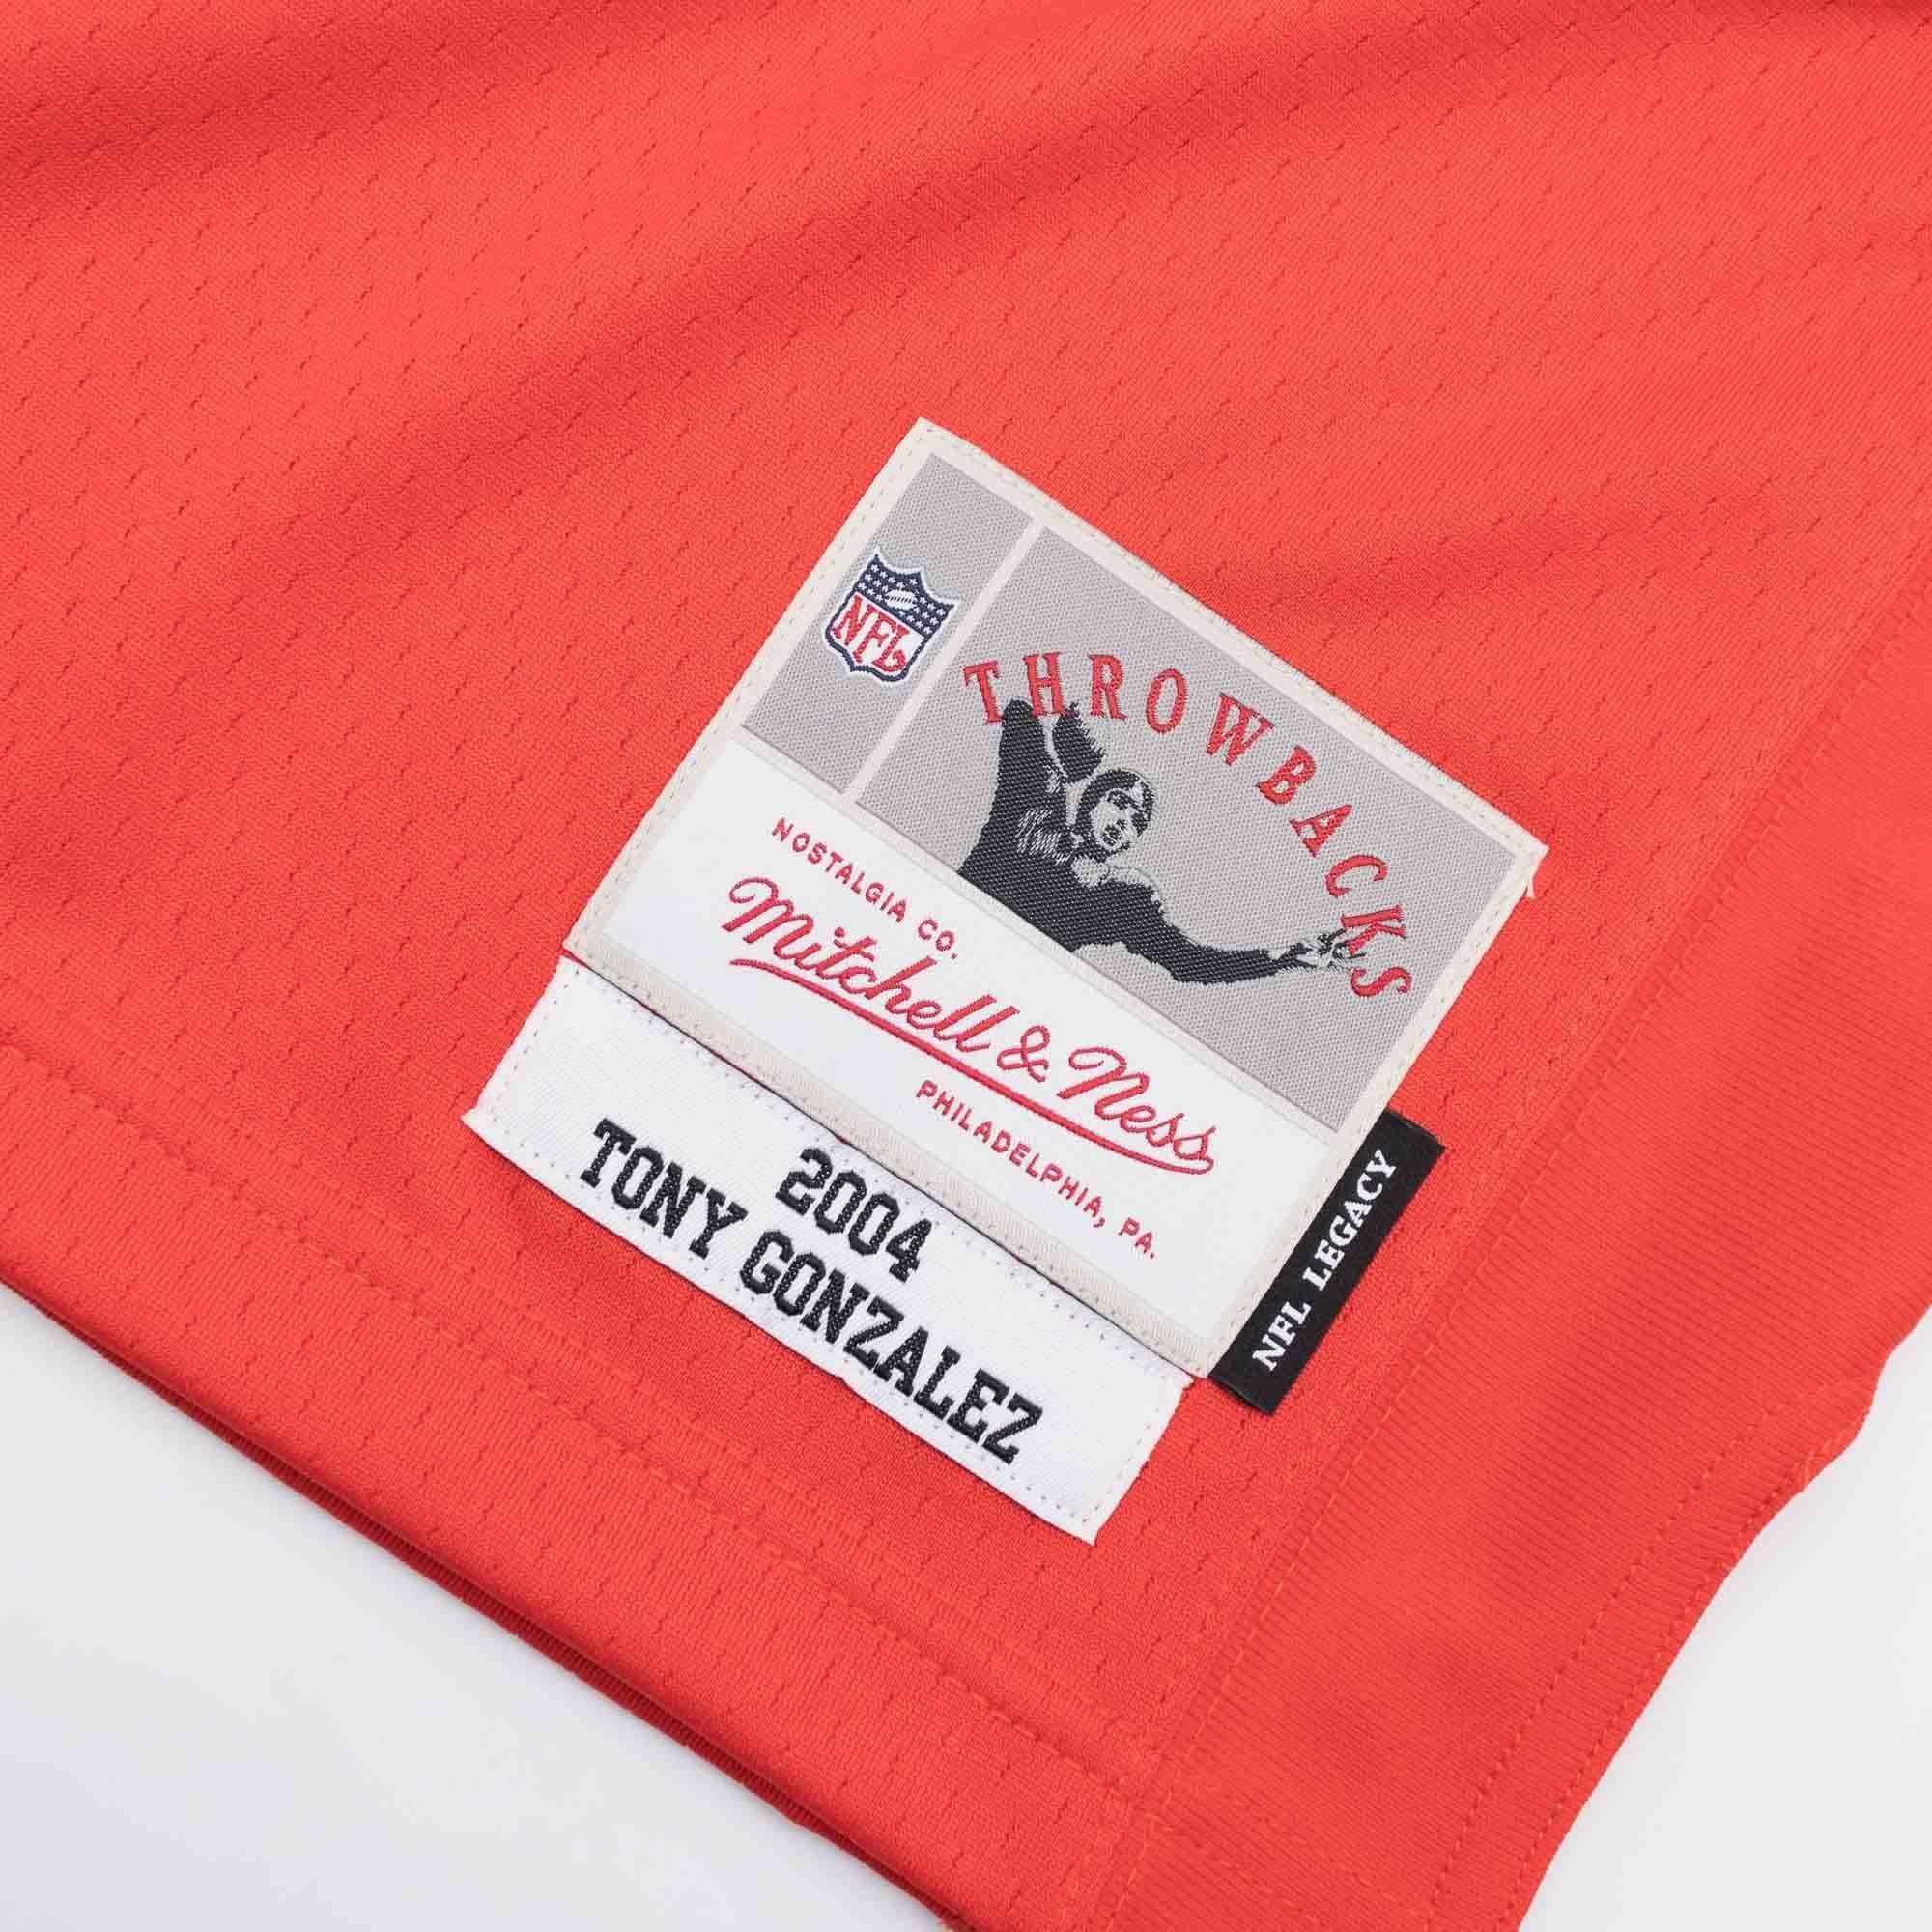 NFL
THROWBACKS
NOSTALGIA CO.
Mitchell & Ness
PHILADELPHIA, PA.
NFL LEGACY
2004
TONY GONZALEZ